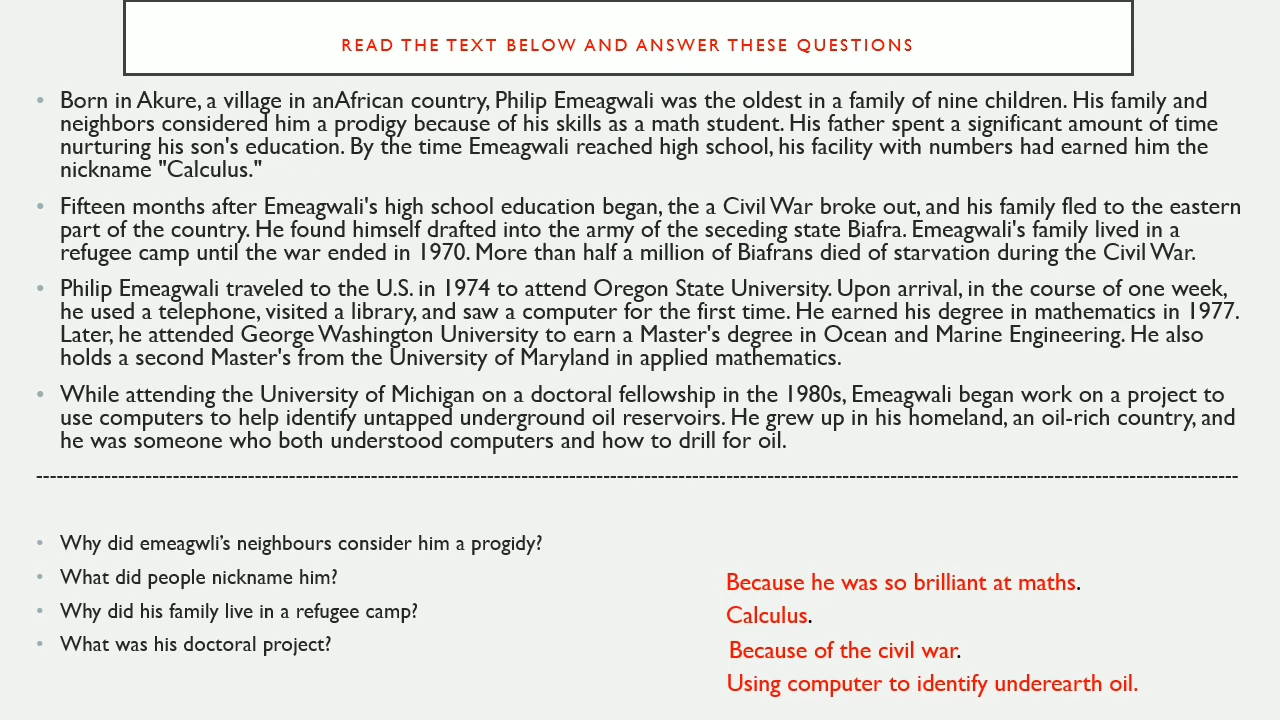 READ THE TEXT BELOW AND ANSWER THESE QUESTIONS
• Born in Akure, a village in anAfrican country, Philip Emeagwali was the oldest in a family of nine children. His family and
neighbors considered him a prodigy because of his skills as a math student. His father spent a significant amount of time
nurturing his son's education. By the time Emeagwali reached high school, his facility with numbers had earned him the
nickname "Calculus."
• Fifteen months after Emeagwali's high school education began, the a Civil War broke out, and his family fled to the eastern
part of the country. He found himself drafted into the army of the seceding state Biafra. Emeagwali's family lived in a
refugee camp until the war ended in 1970. More than half a million of Biafrans died of starvation during the Civil War.
• Philip Emeagwali traveled to the U.S. in 1974 to attend Oregon State University. Upon arrival, in the course of one week,
he used a telephone, visited a library, and saw a computer for the first time. He earned his degree in mathematics in 1977.
Later, he attended George Washington University to earn a Master's degree in Ocean and Marine Engineering. He also
holds a second Master's from the University of Maryland in applied mathematics.
• While attending the University of Michigan on a doctoral fellowship in the 1980s, Emeagwali began work on a project to
use computers to help identify untapped underground oil reservoirs. He grew up in his homeland, an oil-rich country, and
he was someone who both understood computers and how to drill for oil.
• Why did emeagwli’s neighbours consider him a progidy?
• What did people nickname him?
• Why did his family live in a refugee camp?
• What was his doctoral project?
Because he was so brilliant at maths.
Calculus.
Because of the civil war.
Using computer to identify underearth oil.